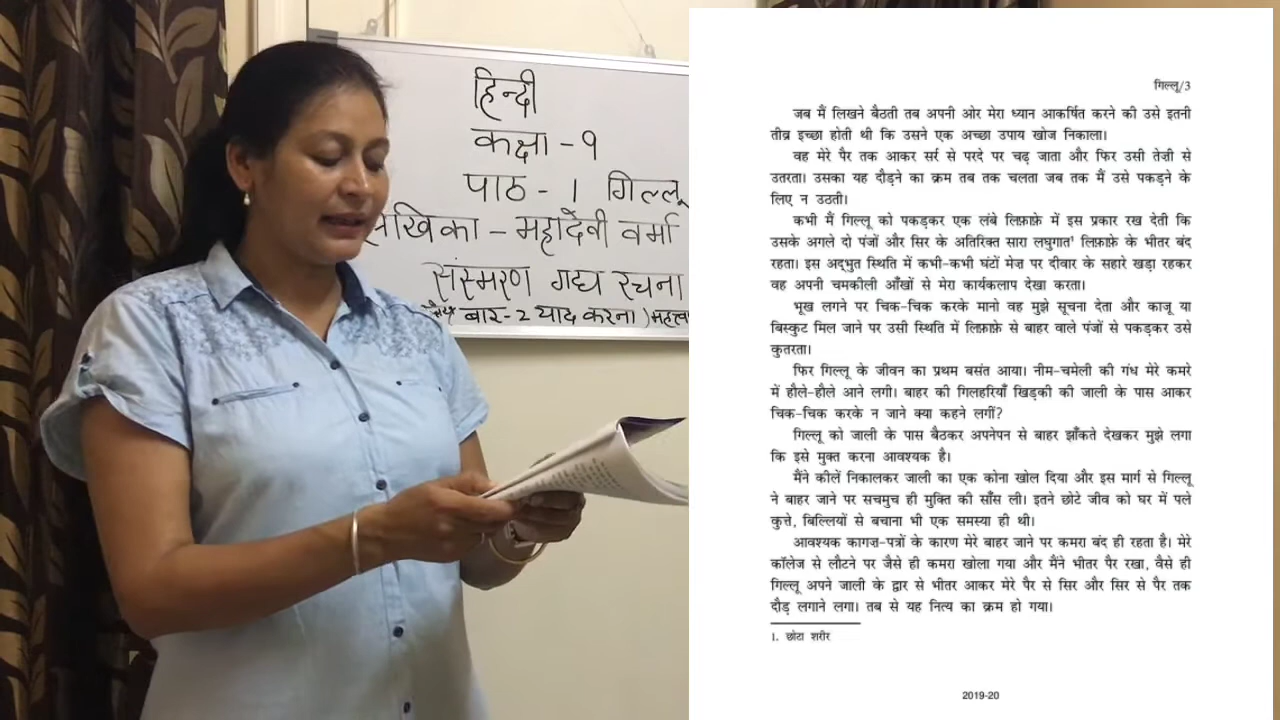 हिन्दी
कक्षा - ९
पाठ - 1 गिल्लू
लेखिका - महादेवी वर्मा
संस्मरण गद्य रचना
बार-2 याद करना)
गिल्लू/3
जब मैं लिखने बैठती तब अपनी ओर मेरा ध्यान आकर्षित करने की उसे इतनी
तीव्र इच्छा होती थी कि उसने एक अच्छा उपाय खोज निकाला।
वह मेरे पैर तक आकर सर्र से परदे पर चढ़ जाता और फिर उसी तेज़ी से
उतरता। उसका यह दौड़ने का क्रम तब तक चलता जब तक मैं उसे पकड़ने के
लिए न उठती।
कभी मैं गिल्लू को पकड़कर एक लंबे लिफ़ाफ़े में इस प्रकार रख देती कि
उसके अगले दो पंजों और सिर के अतिरिक्त सारा लघुगात¹ लिफ़ाफ़े के भीतर बंद
रहता। इस अद्भुत स्थिति में कभी-कभी घंटों मेज़ पर दीवार के सहारे खड़ा रहकर
वह अपनी चमकीली आँखों से मेरा कार्यकलाप देखा करता।
भूख लगने पर चिक-चिक करके मानो वह मुझे सूचना देता और काजू या
बिस्कुट मिल जाने पर उसी स्थिति में लिफ़ाफ़े से बाहर वाले पंजों से पकड़कर उसे
कुतरता।
फिर गिल्लू के जीवन का प्रथम बसंत आया। नीम-चमेली की गंध मेरे कमरे
में हौले-हौले आने लगी। बाहर की गिलहरियाँ खिड़की की जाली के पास आकर
चिक-चिक करके न जाने क्या कहने लगीं?
गिल्लू को जाली के पास बैठकर अपनेपन से बाहर झाँकते देखकर मुझे लगा
कि इसे मुक्त करना आवश्यक है।
मैंने कीलें निकालकर जाली का एक कोना खोल दिया और इस मार्ग से गिल्लू
ने बाहर जाने पर सचमुच ही मुक्ति की साँस ली। इतने छोटे जीव को घर में पले
कुत्ते, बिल्लियों से बचाना भी एक समस्या ही थी।
आवश्यक कागज़-पत्रों के कारण मेरे बाहर जाने पर कमरा बंद ही रहता है। मेरे
कॉलेज से लौटने पर जैसे ही कमरा खोला गया और मैंने भीतर पैर रखा, वैसे ही
गिल्लू अपने जाली के द्वार से भीतर आकर मेरे पैर से सिर और सिर से पैर तक
दौड़ लगाने लगा। तब से यह नित्य का क्रम हो गया।
1. छोटा शरीर
2019-20